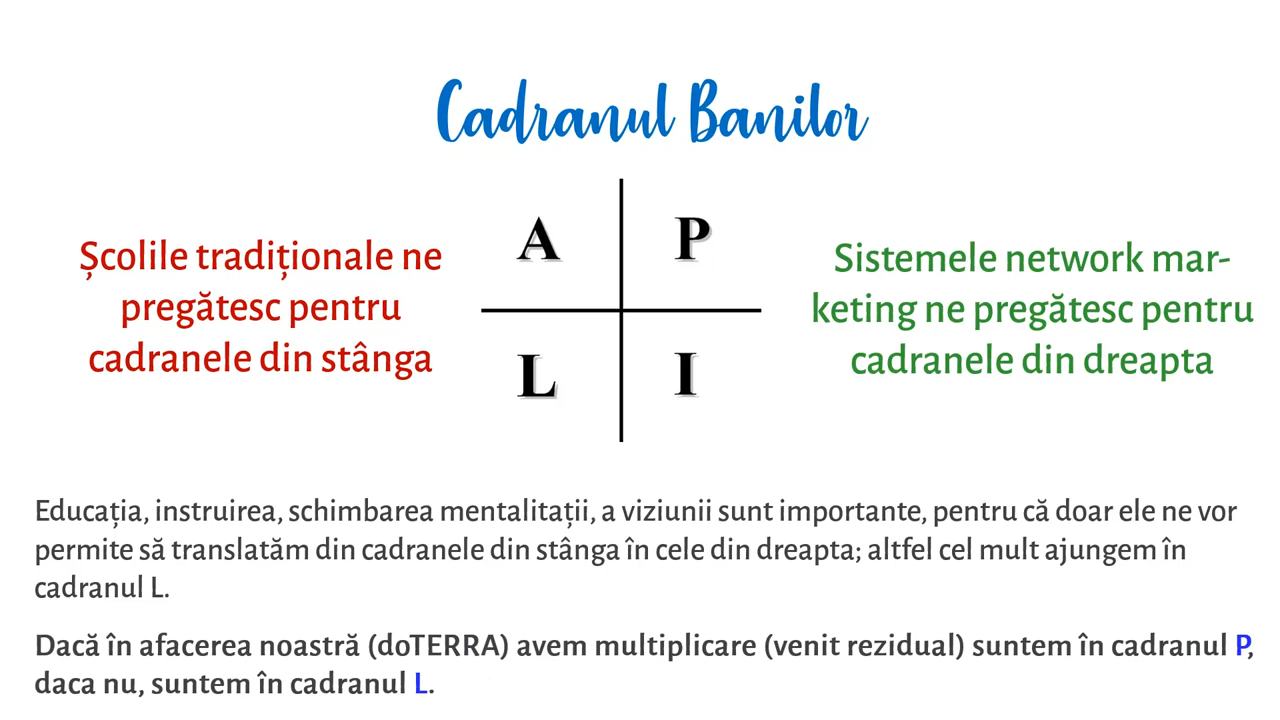 Cadranul Banilor
Școlile tradiționale ne
pregătesc pentru
cadranele din stânga
A
P
L
I
Sistemele network mar-
keting ne pregătesc pentru
cadranele din dreapta
Educația, instruirea, schimbarea mentalității, a viziunii sunt importante, pentru că doar ele ne vor
permite să translatăm din cadranele din stânga în cele din dreapta; altfel cel mult ajungem în
cadranul L.
Dacă în afacerea noastră (doTERRA) avem multiplicare (venit rezidual) suntem în cadranul P,
daca nu, suntem în cadranul L.